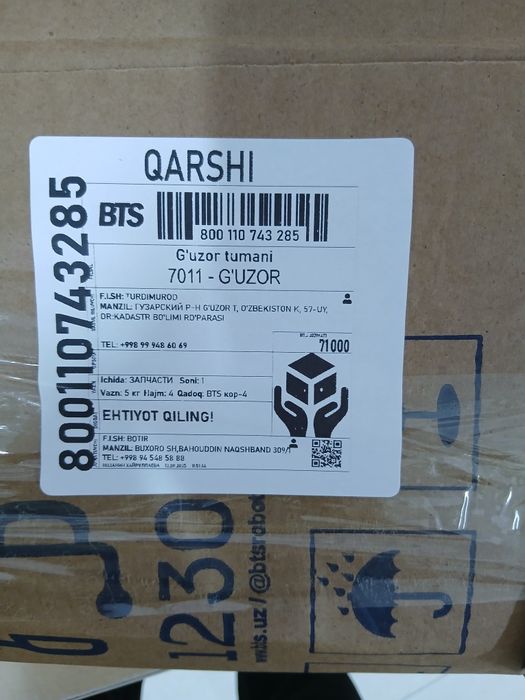 QARSHI
800110743285
BTS
800 110 743 285
G'uzor tumani
7011 - G'UZOR
F.I.SH: TURDIMUROD
MANZIL: ГУЗАРСКИЙ Р-Н G'UZOR T, O'ZBEKISTON K, 57-UY,
DR:KADASTR BO'LIMI RO'PARASI
TEL: +998 99 948 60 69
71000
Ichida: ЗАПЧАСТИ Soni: 1
Vazn: 5 кг Hajm: 4 Qadoq: BTS кор-4
EHTIYOT QILING!
F.I.SH: BOTIR
MANZIL: BUXORO SH,BAHOUDDIN NAQSHBAND 309/1
TEL: +998 94 548 58 88
1230
.uz / @btsrabot